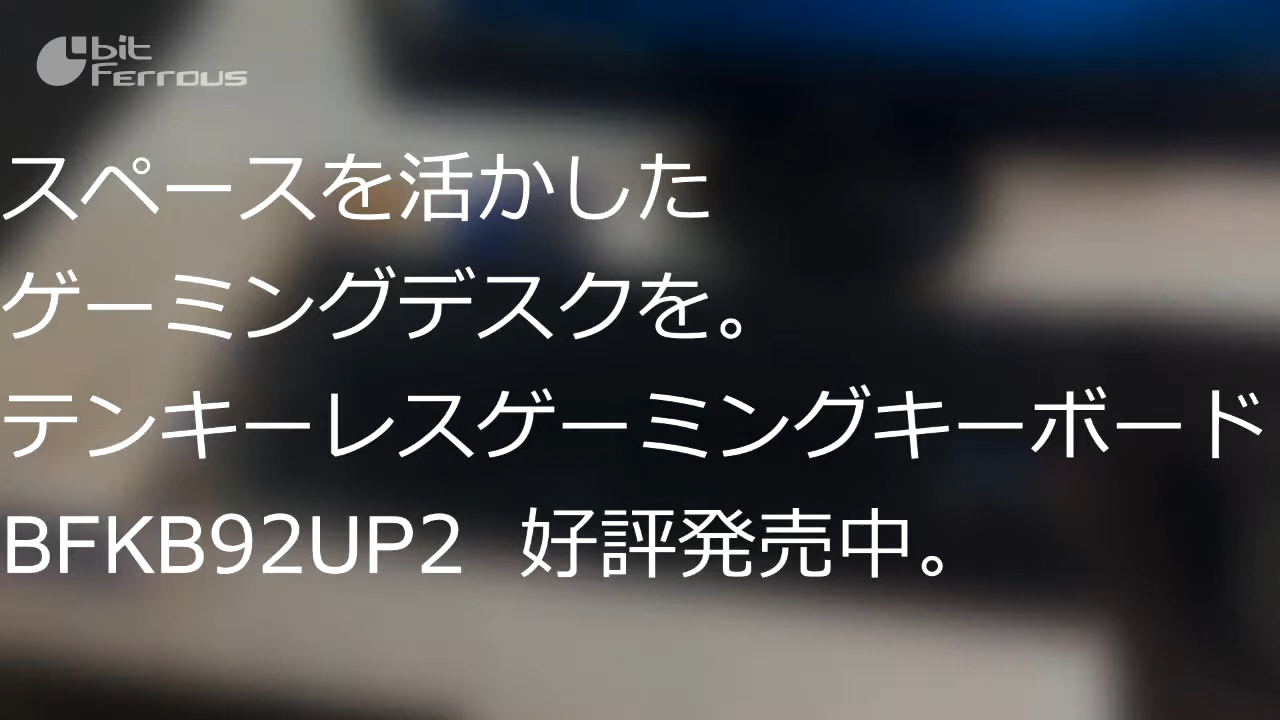 bit
Ferrous
スペースを活かした
ゲーミングデスクを。
テンキーレスゲーミングキーボード
BFKB92UP2 好評発売中。